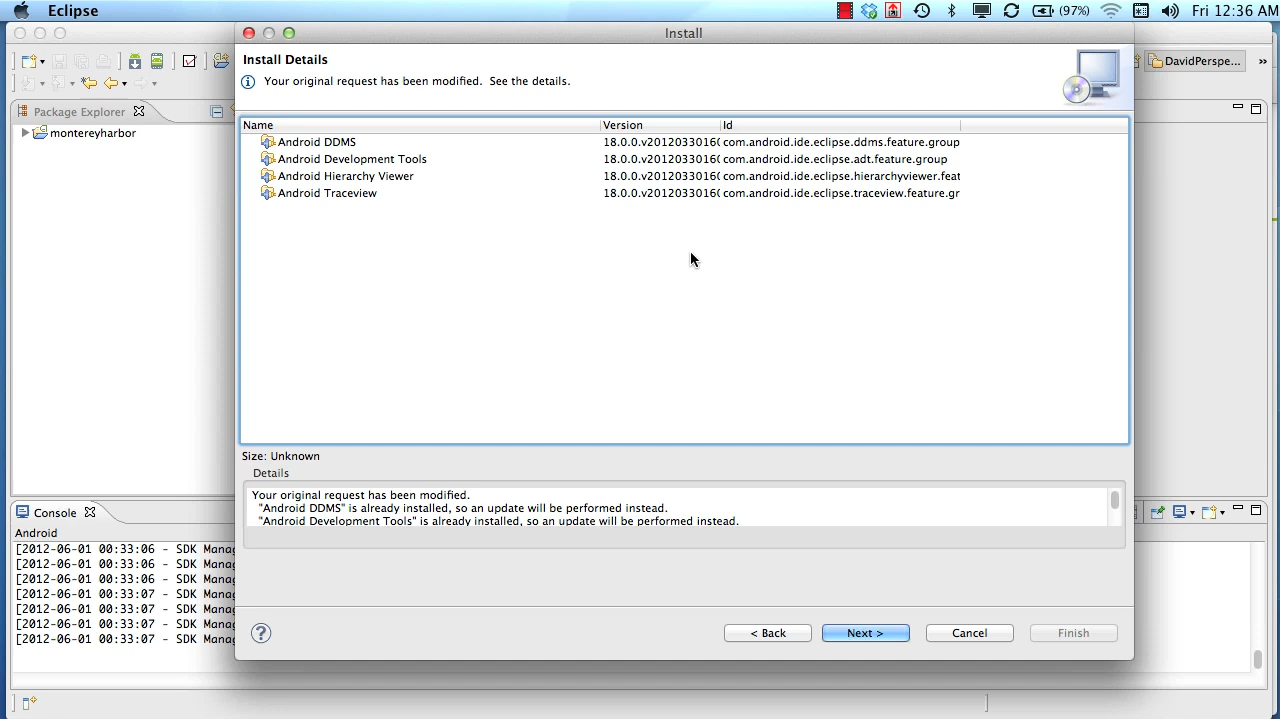 Eclipse
(97%)
Fri 12:36 AM
Install
Install Details
Your original request has been modified. See the details.
DavidPerspe...
»
Package Explorer
montereyharbor
Name Version Id
Android DDMS 18.0.0.v201203301601 com.android.ide.eclipse.ddms.feature.group
Android Development Tools 18.0.0.v201203301601 com.android.ide.eclipse.adt.feature.group
Android Hierarchy Viewer 18.0.0.v201203301601 com.android.ide.eclipse.hierarchyviewer.feat
Android Traceview 18.0.0.v201203301601 com.android.ide.eclipse.traceview.feature.gr
Size: Unknown
Details
Your original request has been modified.
"Android DDMS" is already installed, so an update will be performed instead.
"Android Development Tools" is already installed, so an update will be performed instead.
Console
Android
[2012-06-01 00:33:06 - SDK Manag
[2012-06-01 00:33:06 - SDK Manag
[2012-06-01 00:33:06 - SDK Manag
[2012-06-01 00:33:07 - SDK Manag
[2012-06-01 00:33:07 - SDK Manag
[2012-06-01 00:33:07 - SDK Manag
[2012-06-01 00:33:07 - SDK Manag
?
< Back
Next >
Cancel
Finish